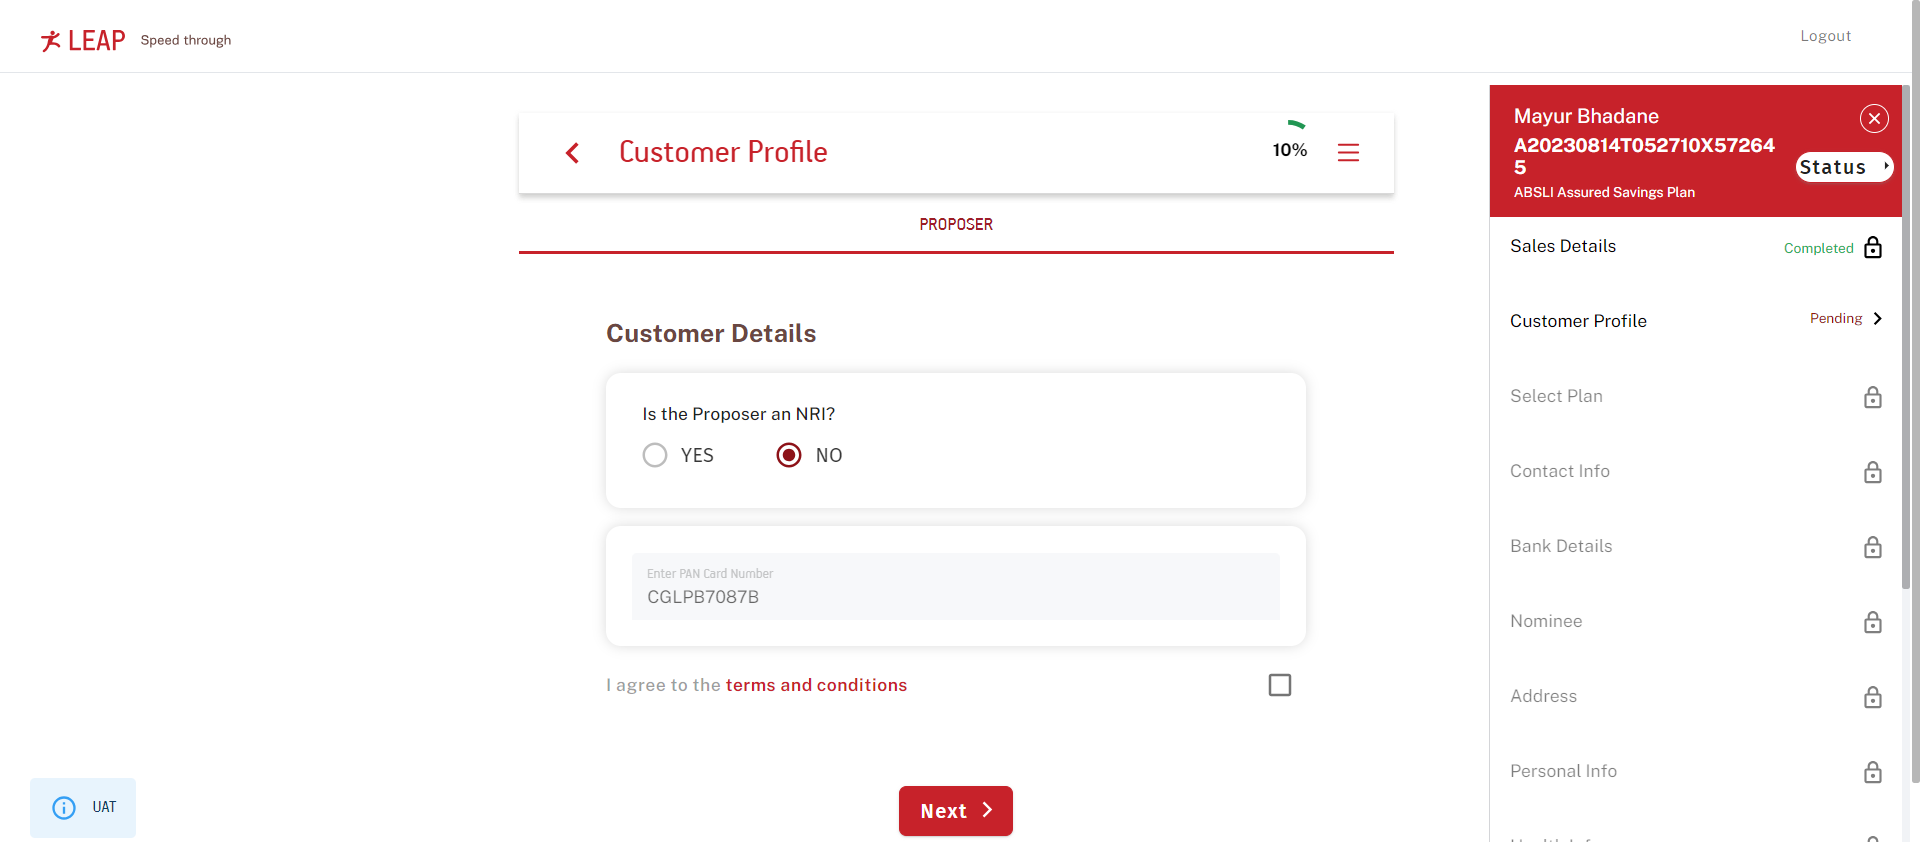 LEAP Speed through
Logout
Customer Profile
10%
PROPOSER
Customer Details
Is the Proposer an NRI?
YES
NO
Enter PAN Card Number
CGLPB7087B
I agree to the terms and conditions
Next
UAT
Mayur Bhadane
A20230814T052710X57264
5
Status
ABSLI Assured Savings Plan
Sales Details Completed
Customer Profile Pending
Select Plan
Contact Info
Bank Details
Nominee
Address
Personal Info